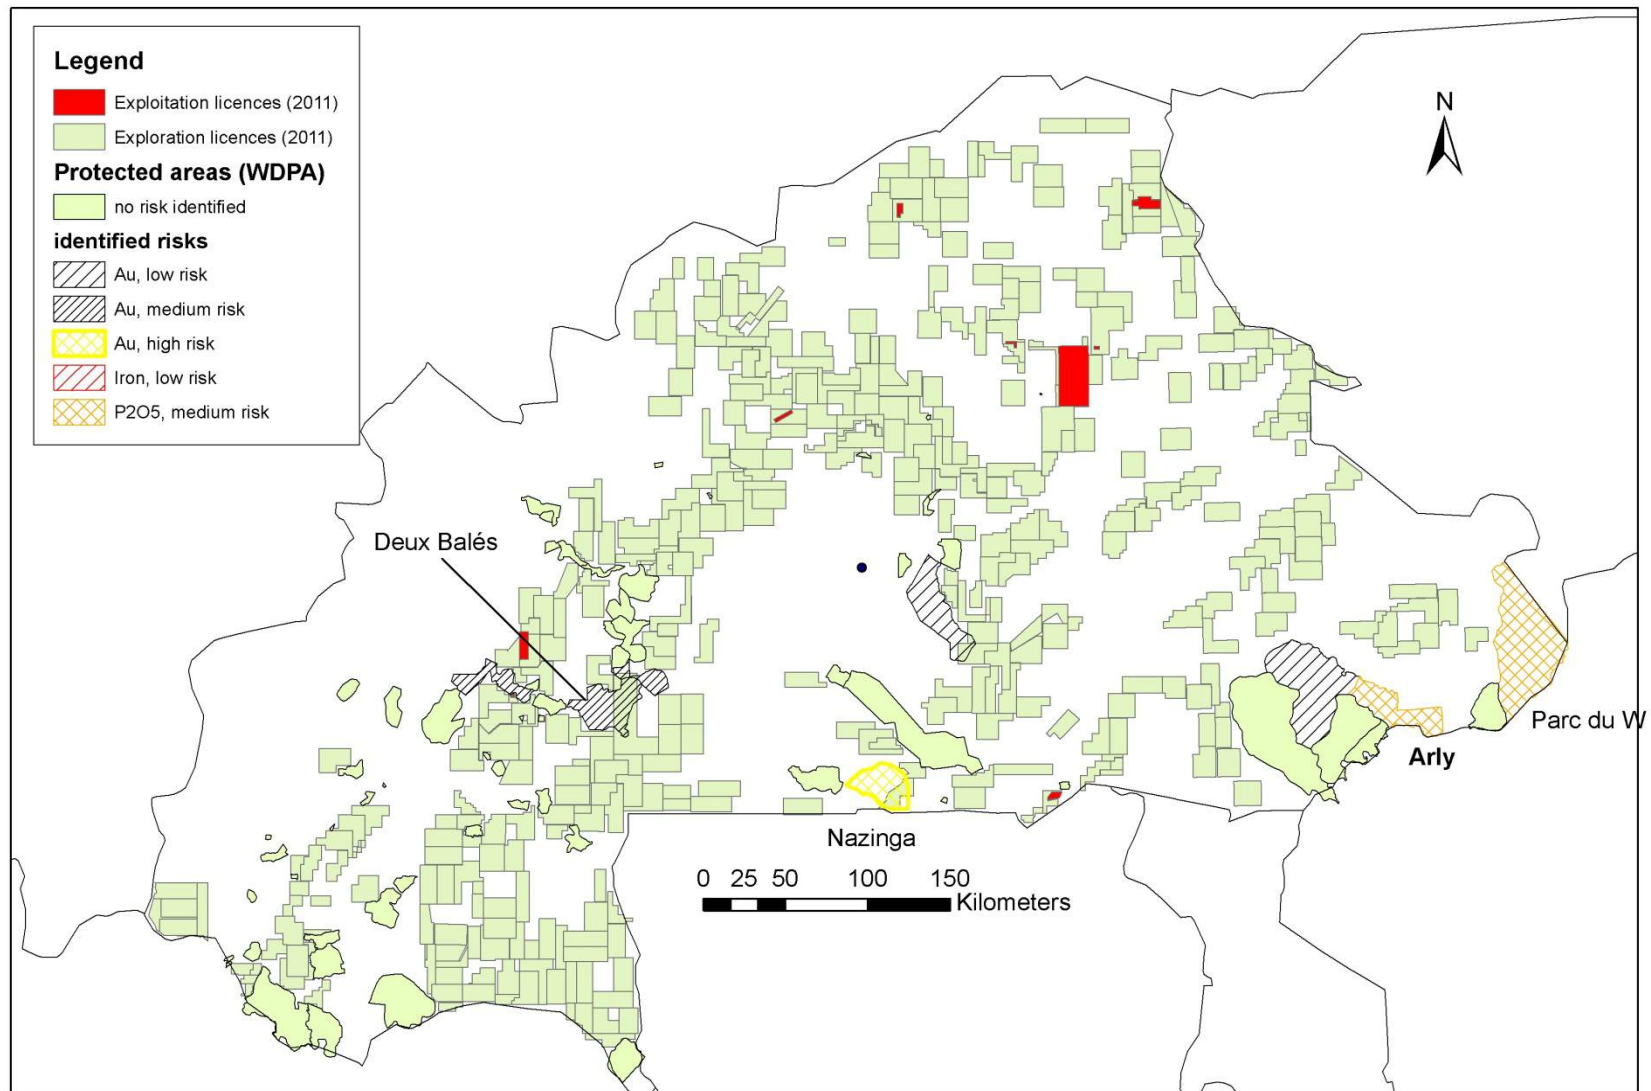 Legend
Exploitation licences (2011)
Exploration licences (2011)
Protected areas (WDPA)
no risk identified
identified risks
Au, low risk
Au, medium risk
Au, high risk
Iron, low risk
P2O5, medium risk
N
Deux Balés
Parc du W
Arly
Nazinga
0 25 50 100 150
Kilometers